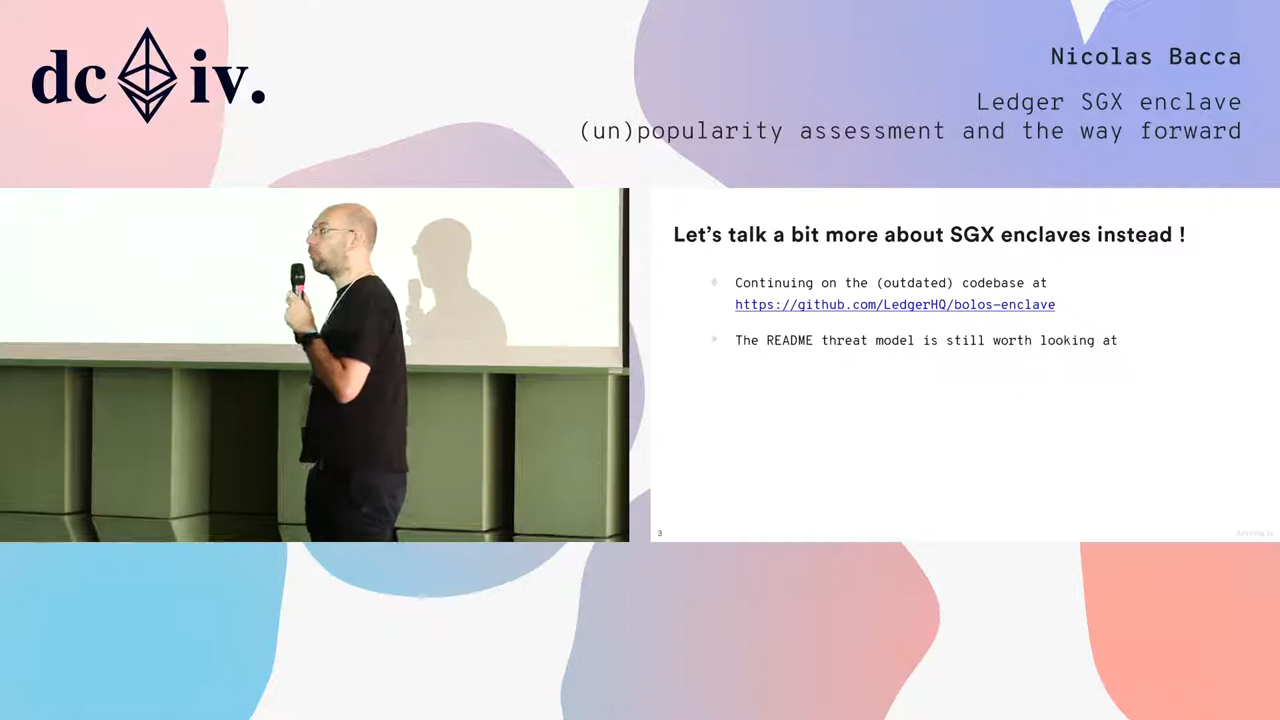 dc iv.
Nicolas Bacca
Ledger SGX enclave
(un)popularity assessment and the way forward
Let's talk a bit more about SGX enclaves instead !
Continuing on the (outdated) codebase at
https://github.com/LedgerHQ/bolos-enclave
The README threat model is still worth looking at
3